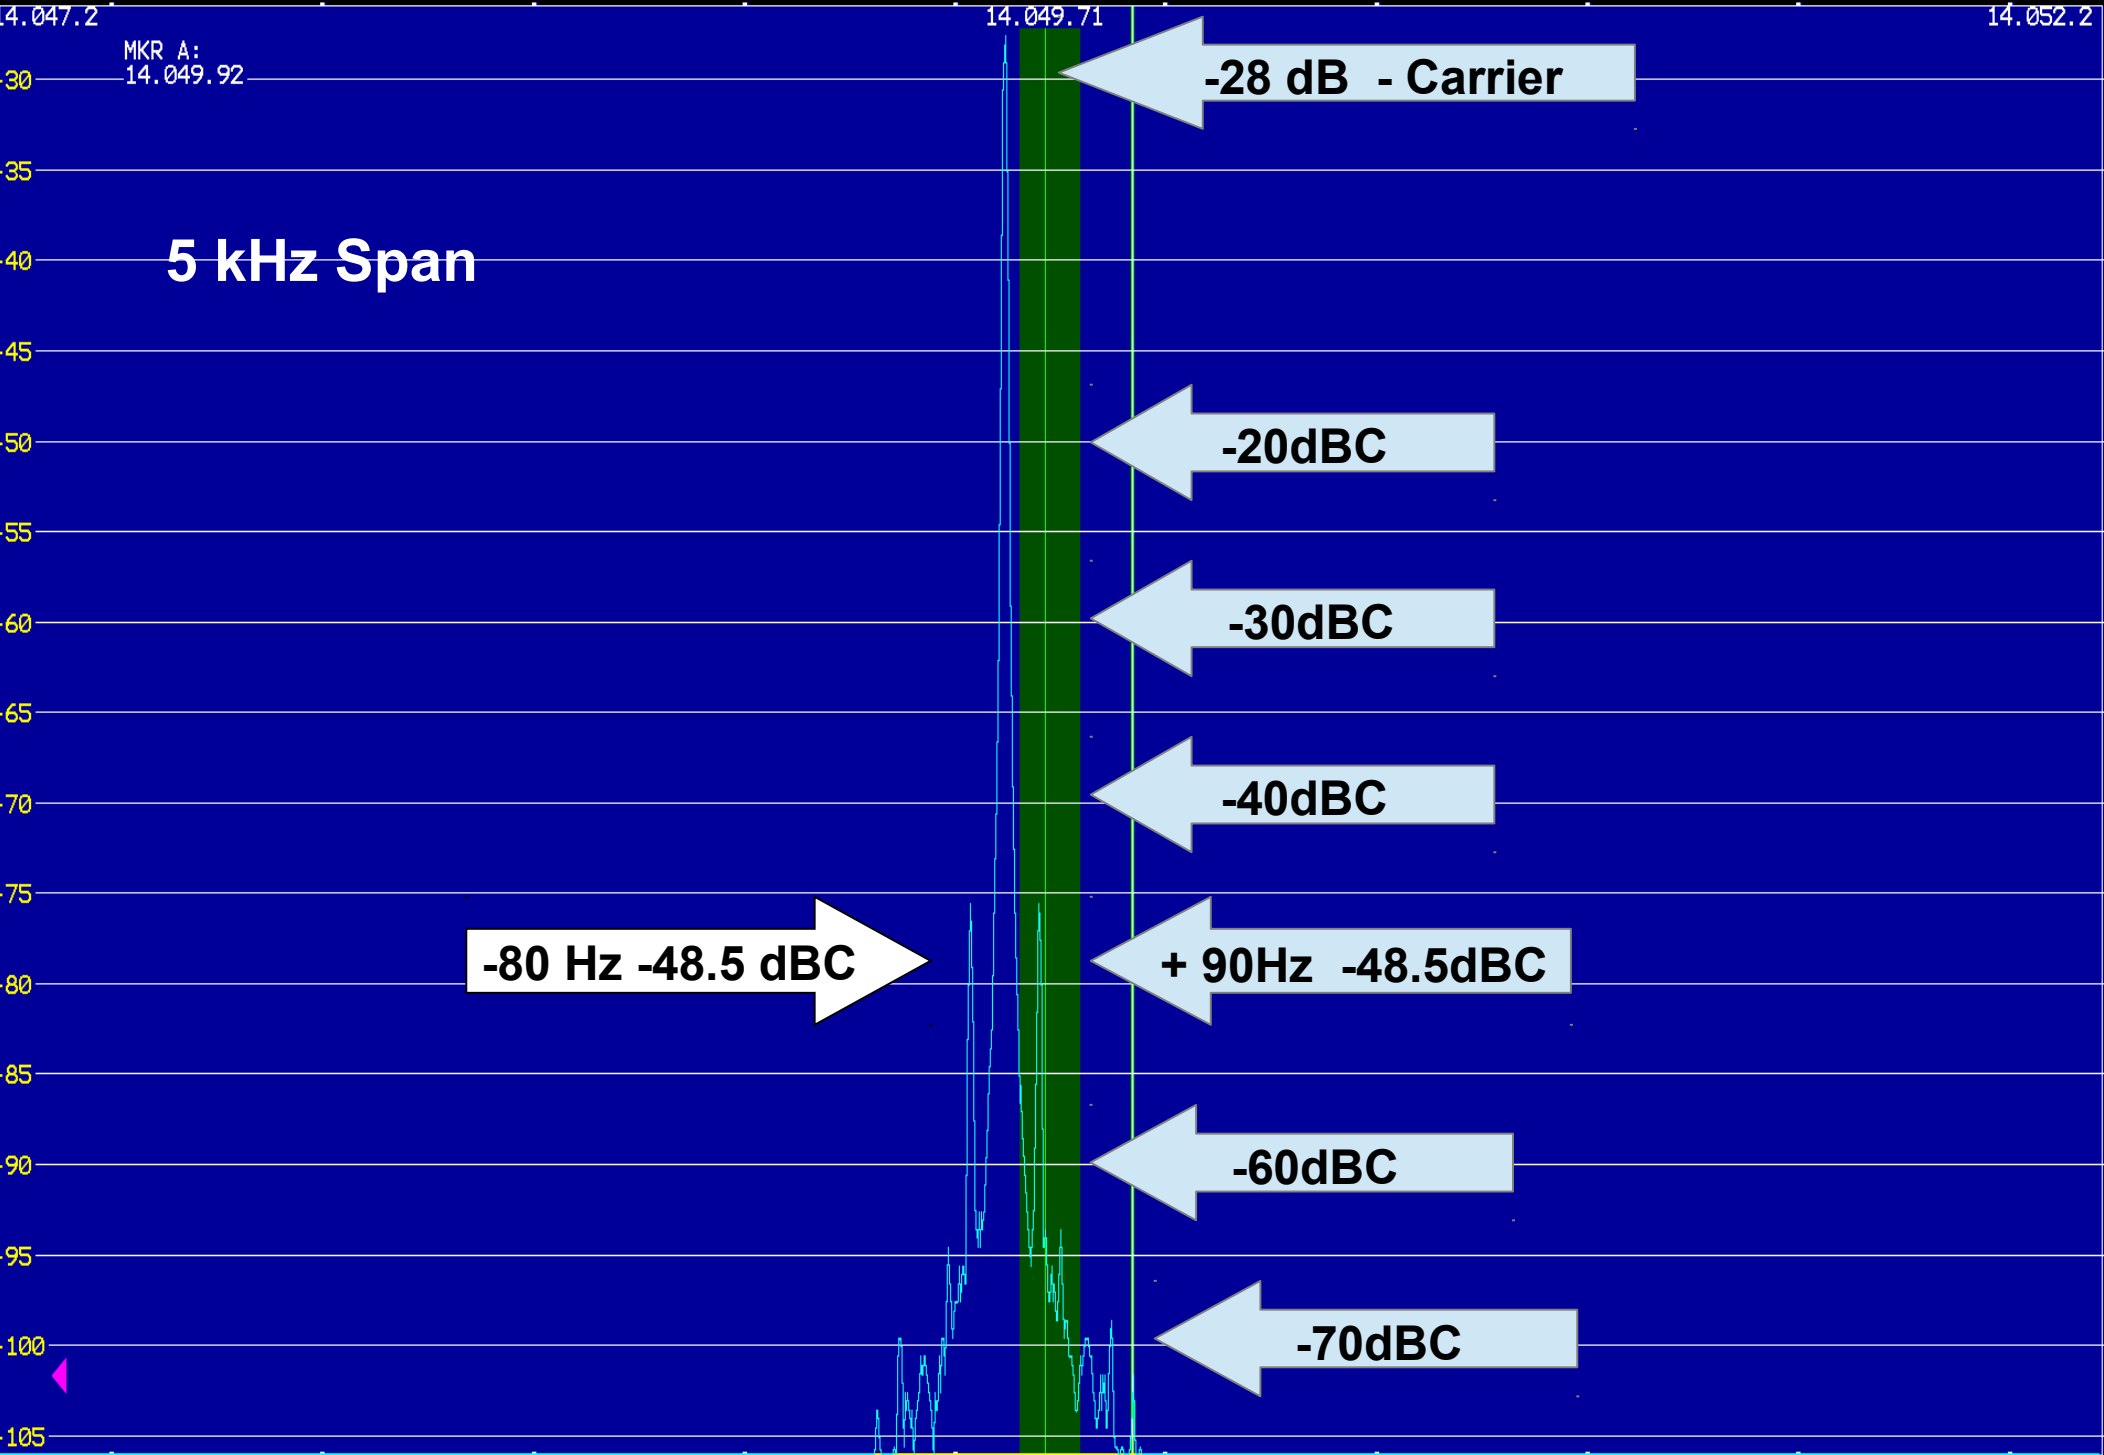 14.047.2 14.049.71 14.052.2
MKR A:
14.049.92
-30
-28 dB - Carrier
-35
5 kHz Span
-40
-45
-50
-20dBC
-55
-60
-30dBC
-65
-70
-40dBC
-75
-80 Hz -48.5 dBC
+ 90Hz -48.5dBC
-80
-85
-90
-60dBC
-95
-100
-70dBC
-105